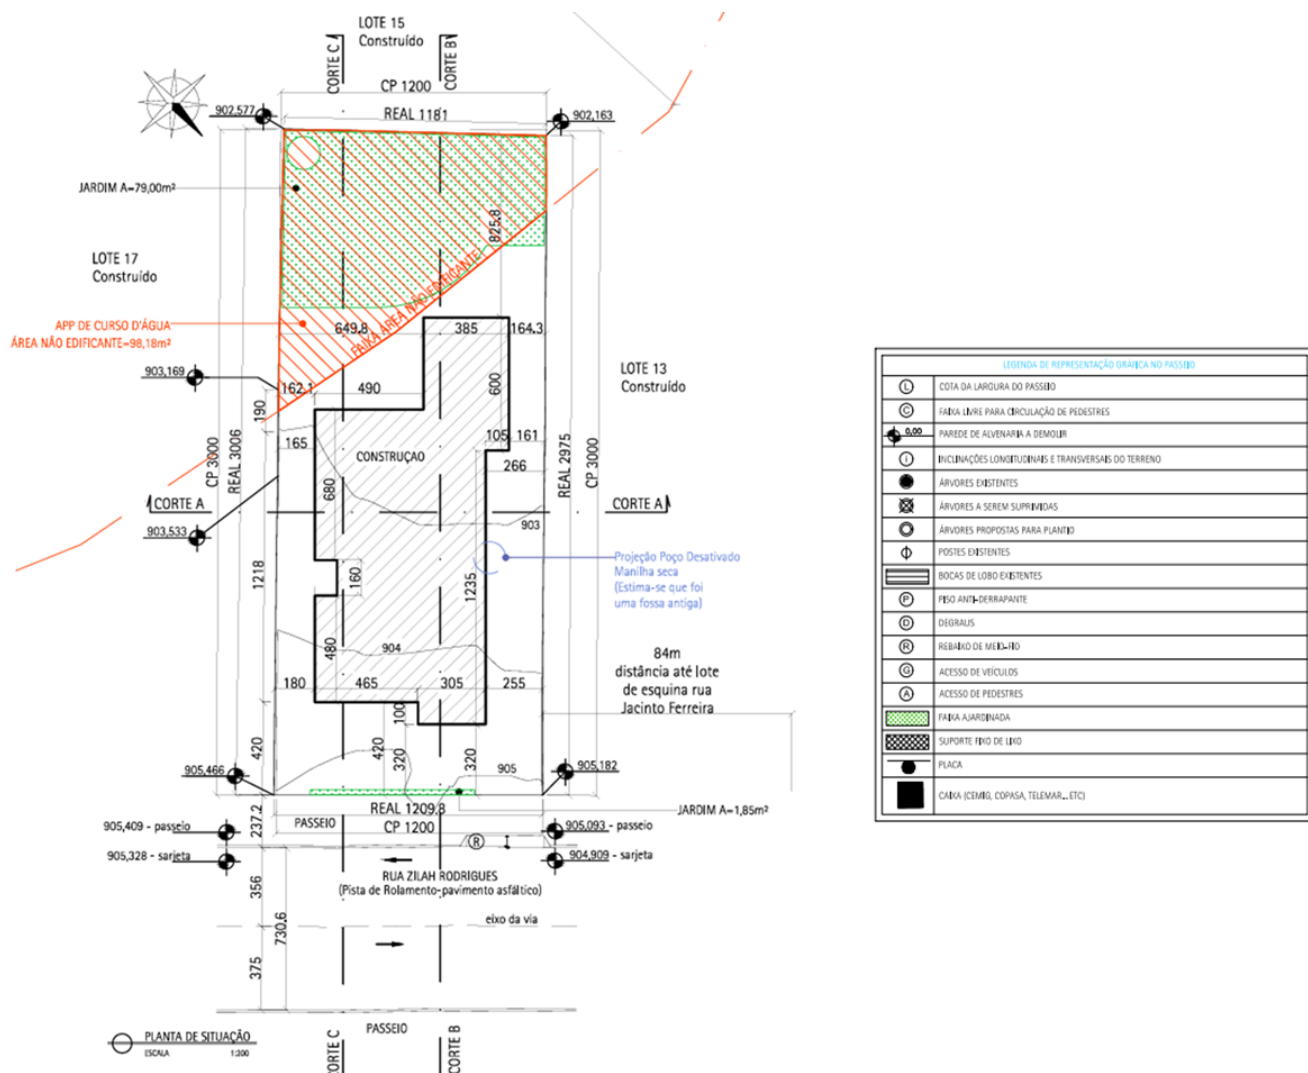 LOTE 15
Construído
CORTE C
CORTE B
CP 1200
REAL 1181
902,577
902,163
JARDIM A=79,00m²
825.8
LOTE 17
Construído
FAIXA ÁREA NÃO EDIFICANTE
APP DE CURSO D'ÁGUA
ÁREA NÃO EDIFICANTE=98,18m²
649.8
385
164.3
903,169
LOTE 13
Construído
162.1
490
600
190
CP 3000
REAL 3006
165
CONSTRUÇAO
105
161
266
REAL 2975
CP 3000
680
CORTE A
CORTE A
903
903,533
Projeção Poço Desativado
Manilha seca
(Estima-se que foi
uma fossa antiga)
1218
160
1235
480
904
84m
distância até lote
de esquina rua
Jacinto Ferreira
180
465
305
255
100
420
420
320
320
905
905,466
905,182
REAL 1209.8
JARDIM A=1,85m²
PASSEIO
CP 1200
237.2
905,409 - passeio
905,093 - passeio
R
905,328 - sarjeta
904,909 - sarjeta
RUA ZILAH RODRIGUES
(Pista de Rolamento-pavimento asfáltico)
356
730.6
eixo da via
375
PASSEIO
PLANTA DE SITUAÇÃO
ESCALA 1:200
CORTE C
CORTE B
LEGENDA DE REPRESENTAÇÃO GRÁFICA NO PASSEIO
L COTA DA LARGURA DO PASSEIO
C FAIXA LIVRE PARA CIRCULAÇÃO DE PEDESTRES
0,00 PAREDE DE ALVENARIA A DEMOLIR
i INCLINAÇÕES LONGITUDINAIS E TRANSVERSAIS DO TERRENO
ÁRVORES EXISTENTES
ÁRVORES A SEREM SUPRIMIDAS
ÁRVORES PROPOSTAS PARA PLANTIO
POSTES EXISTENTES
BOCAS DE LOBO EXISTENTES
P PISO ANTI-DERRAPANTE
D DEGRAUS
R REBAIXO DE MEIO-FIO
G ACESSO DE VEÍCULOS
A ACESSO DE PEDESTRES
FAIXA AJARDINADA
SUPORTE FIXO DE LIXO
PLACA
CAIXA (CEMIG, COPASA, TELEMAR... ETC)